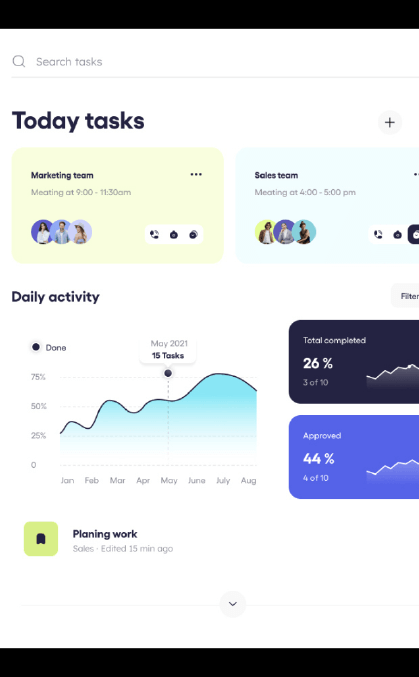 Search tasks
Today tasks
Marketing team
Meating at 9:00 - 11:30am
Sales team
Meating at 4:00 - 5:00 pm
Daily activity
Filter
Done
May 2021
15 Tasks
75%
50%
25%
0
Jan Feb Mar Apr May June July Aug
Total completed
26 %
3 of 10
Approved
44 %
4 of 10
Planing work
Sales · Edited 15 min ago